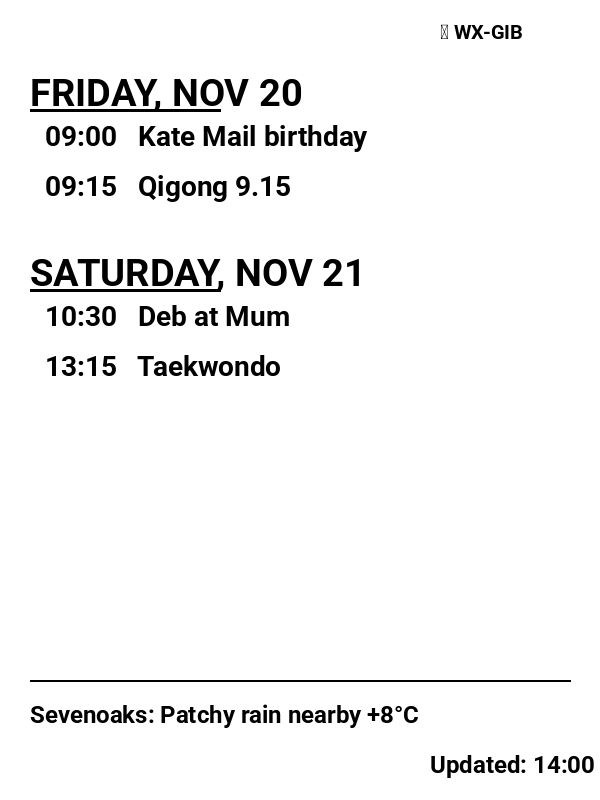 WX-GIB
FRIDAY, NOV 20
09:00 Kate Mail birthday
09:15 Qigong 9.15
SATURDAY, NOV 21
10:30 Deb at Mum
13:15 Taekwondo
Sevenoaks: Patchy rain nearby +8°C
Updated: 14:00